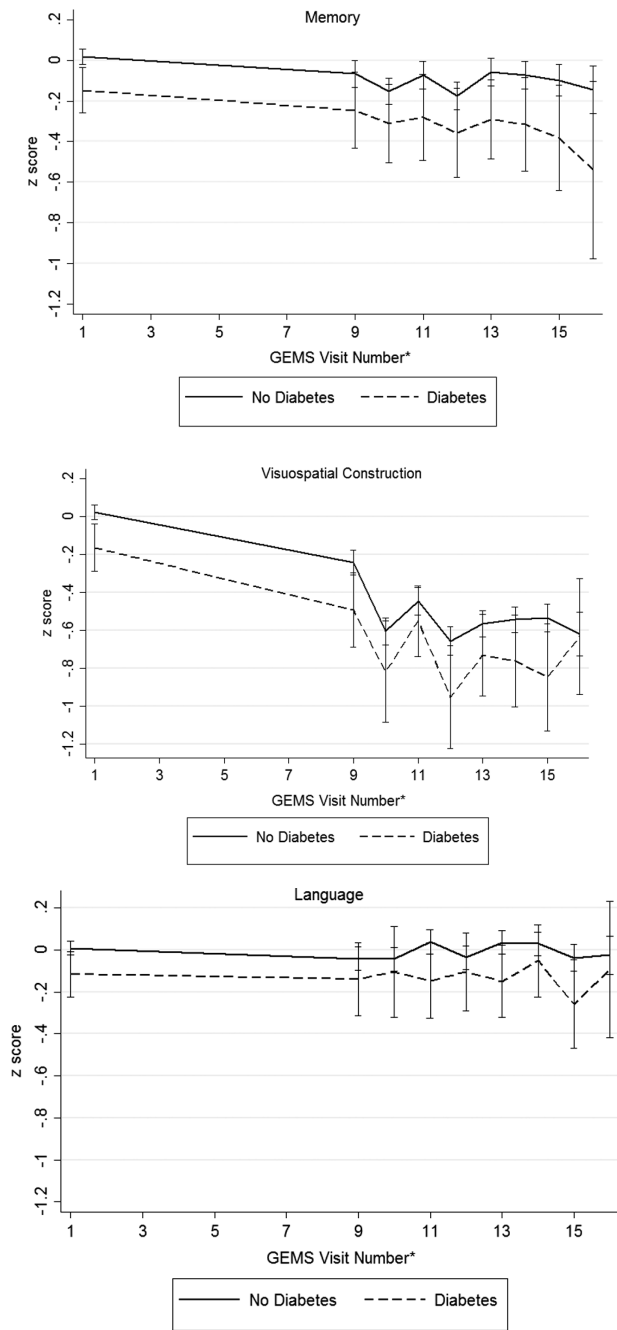 Memory
z score
.2
0
-.2
-.4
-.6
-.8
-1
-1.2
1 3 5 7 9 11 13 15
GEMS Visit Number*
No Diabetes Diabetes
Visuospatial Construction
z score
.2
0
-.2
-.4
-.6
-.8
-1
-1.2
1 3 5 7 9 11 13 15
GEMS Visit Number*
No Diabetes Diabetes
Language
z score
.2
0
-.2
-.4
-.6
-.8
-1
-1.2
1 3 5 7 9 11 13 15
GEMS Visit Number*
No Diabetes Diabetes